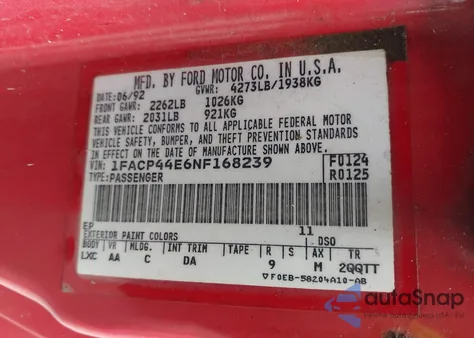 MFD. BY FORD MOTOR CO. IN U.S.A.
DATE: 06/92 GVWR: 4273LB/1938KG
FRONT GAWR: 2262LB 1026KG
REAR GAWR: 2031LB 921KG
THIS VEHICLE CONFORMS TO ALL APPLICABLE FEDERAL MOTOR
VEHICLE SAFETY, BUMPER, AND THEFT PREVENTION STANDARDS
IN EFFECT ON THE DATE OF MANUFACTURE SHOWN ABOVE.
VIN: 1FACP44E6NF168239 F0124
TYPE: PASSENGER R0125
EP 11
EXTERIOR PAINT COLORS DSO
BODY VR MLDG. INT TRIM TAPE R S AX TR
LXC AA C DA 9 M 2QQTT
F0EB-58204A10-AB
autoSnap